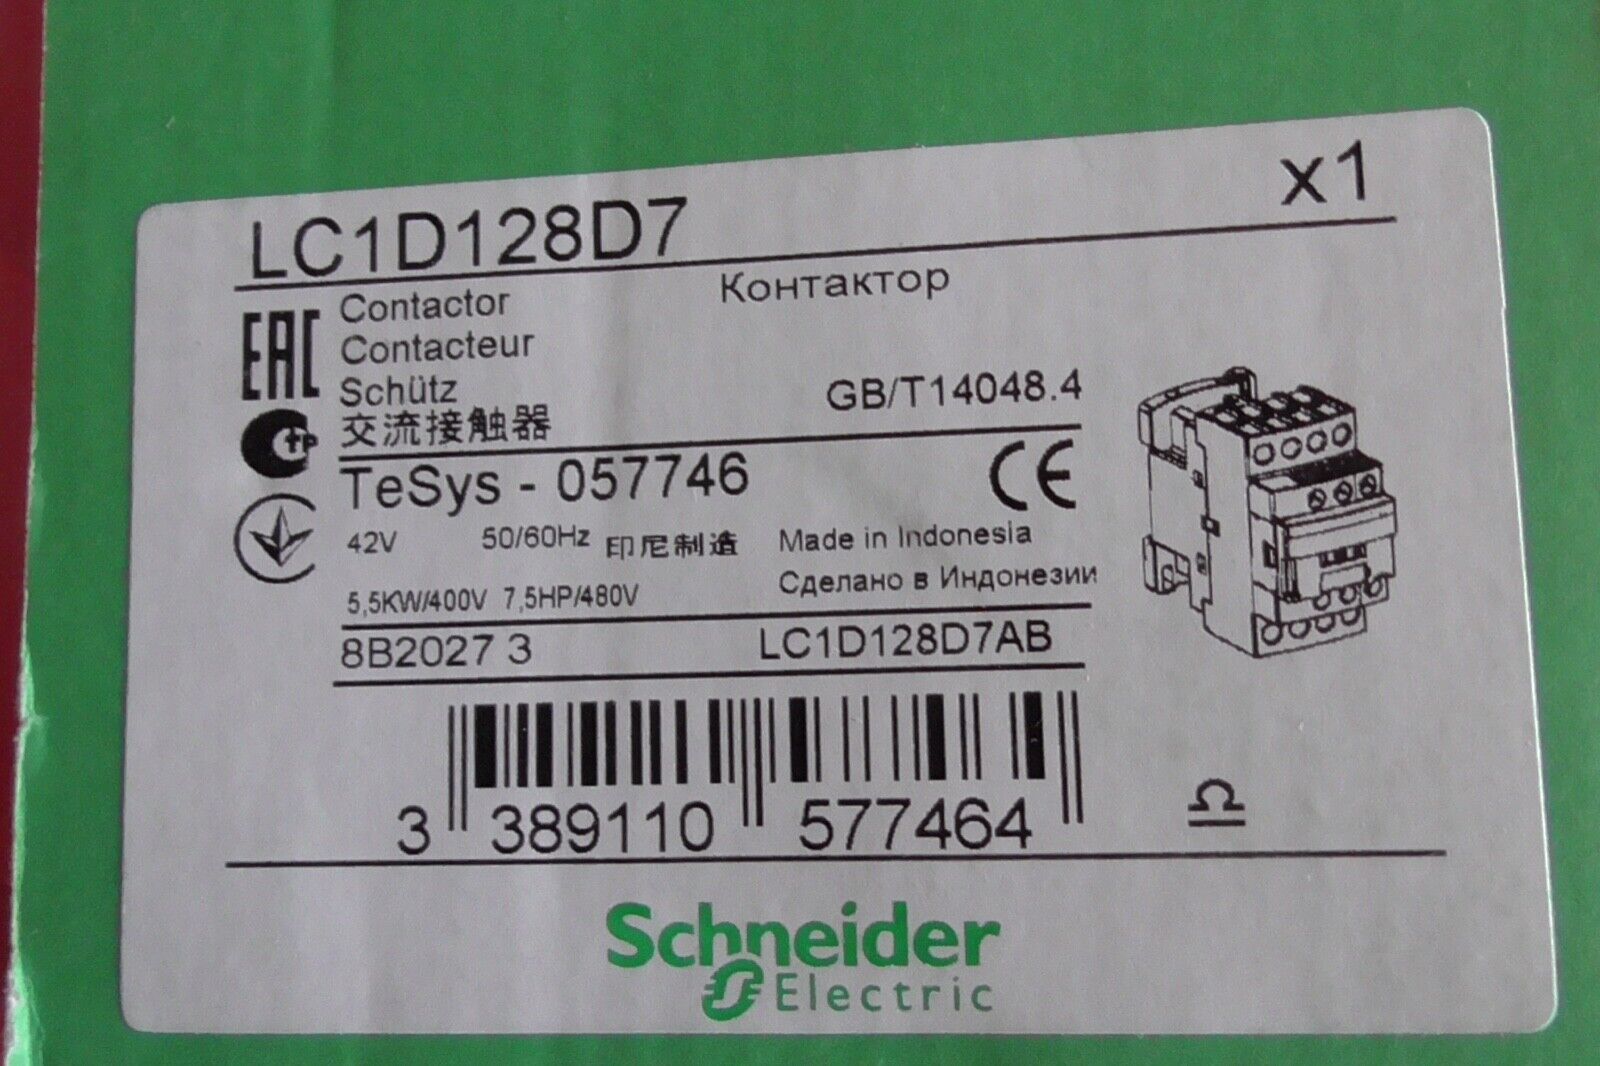 LC1D128D7
x1
Contactor
Контактор
Contacteur
Schütz
GB/T14048.4
交流接触器
TeSys - 057746
42V 50/60Hz 印尼制造 Made in Indonesia
Сделано в Индонезии
5,5KW/400V 7,5HP/480V
8B2027 3 LC1D128D7AB
3 389110 577464
Schneider
Electric